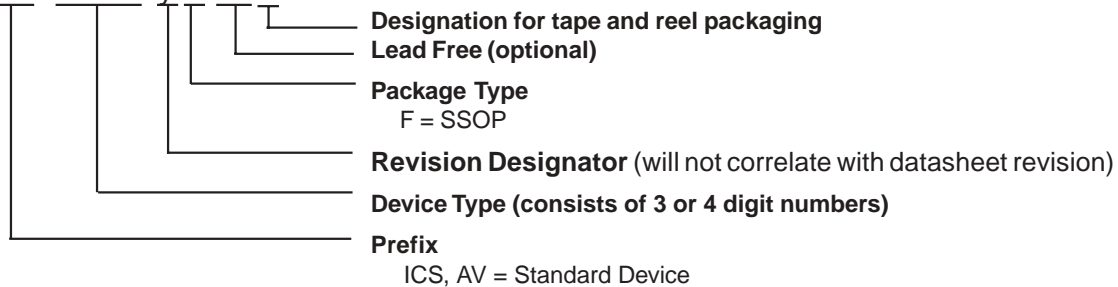 Designation for tape and reel packaging
Lead Free (optional)
Package Type
F = SSOP
Revision Designator (will not correlate with datasheet revision)
Device Type (consists of 3 or 4 digit numbers)
Prefix
ICS, AV = Standard Device